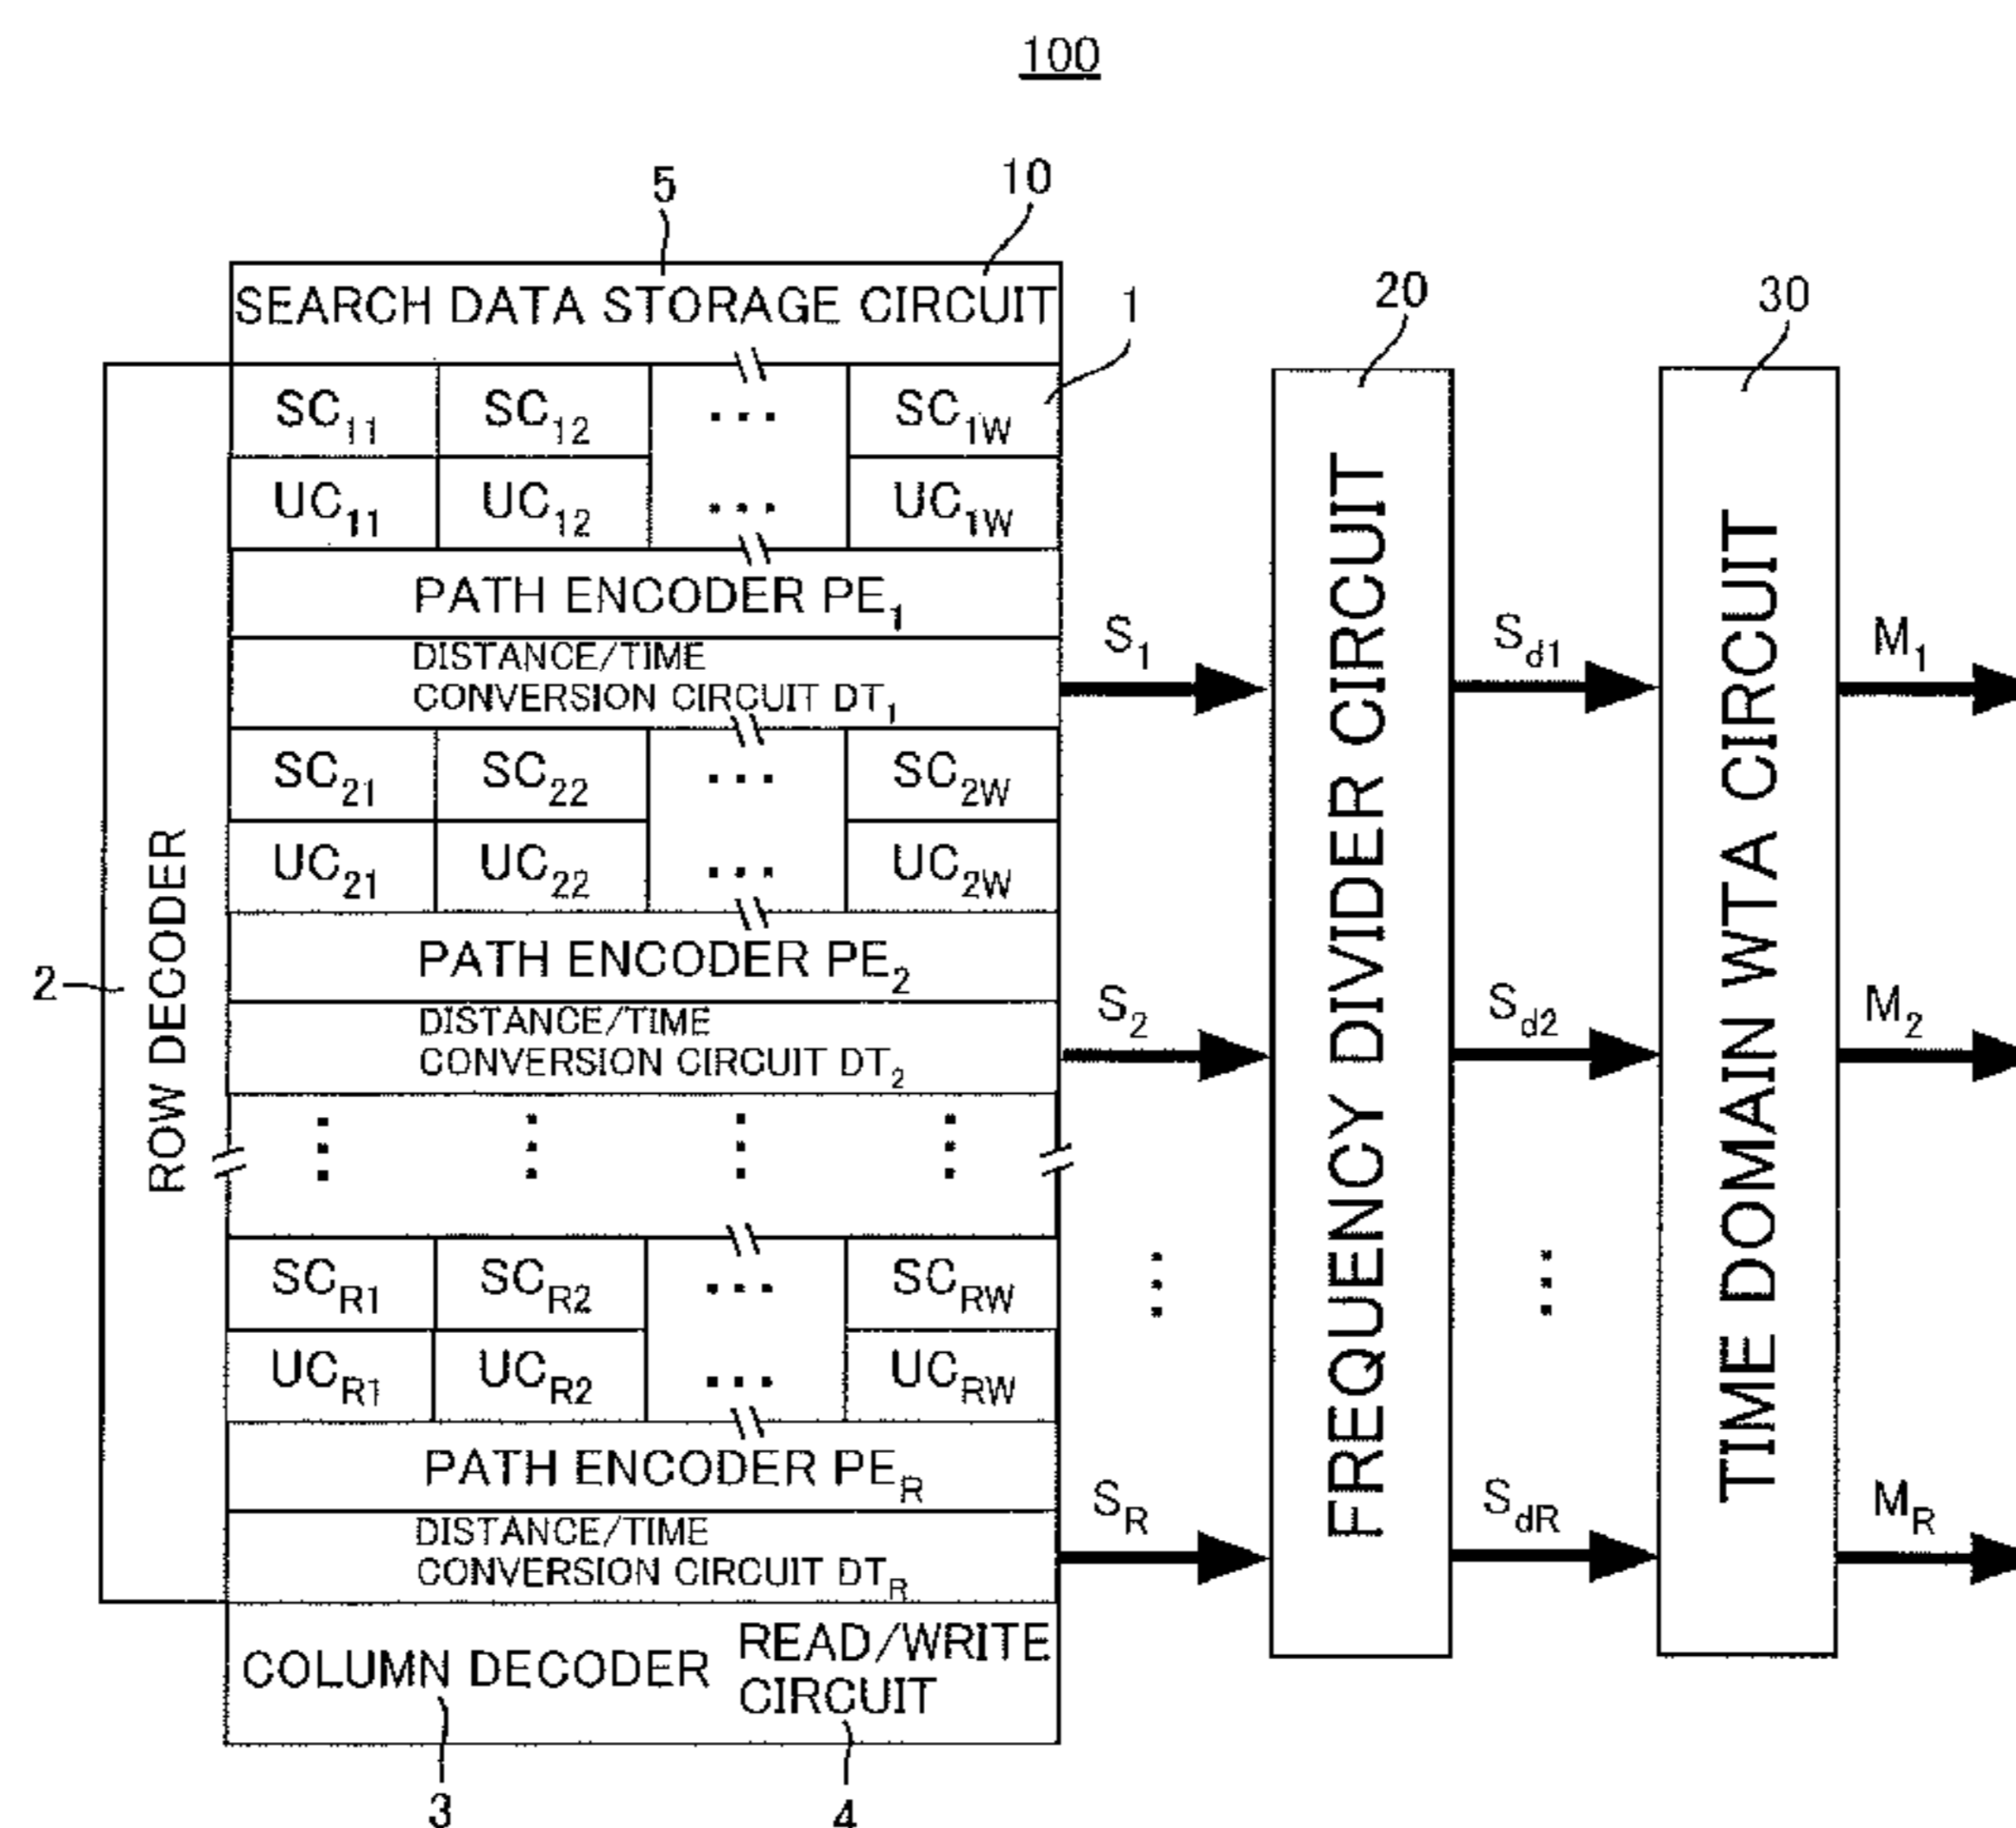 100
5
10
SEARCH DATA STORAGE CIRCUIT
1
20
30
SC11 SC12 ... SC1W
UC11 UC12 ... UC1W
PATH ENCODER PE1
DISTANCE/TIME
CONVERSION CIRCUIT DT1
S1
Sd1
M1
SC21 SC22 ... SC2W
UC21 UC22 ... UC2W
PATH ENCODER PE2
DISTANCE/TIME
CONVERSION CIRCUIT DT2
S2
Sd2
M2
2
ROW DECODER
FREQUENCY DIVIDER CIRCUIT
TIME DOMAIN WTA CIRCUIT
SCR1 SCR2 ... SCRW
UCR1 UCR2 ... UCRW
PATH ENCODER PER
DISTANCE/TIME
CONVERSION CIRCUIT DTR
SR
SdR
MR
COLUMN DECODER
READ/WRITE
CIRCUIT
3
4